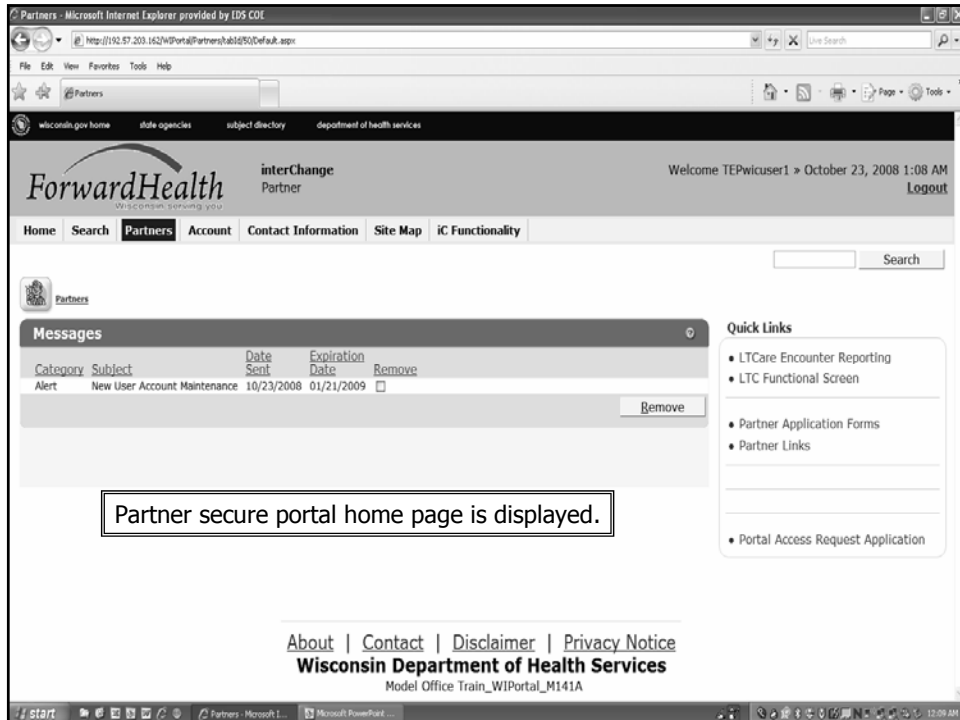 Partners - Microsoft Internet Explorer provided by EDS COE
http://192.57.203.162/WIPortal/Partners/tabId/50/Default.aspx
Live Search
File Edit View Favorites Tools Help
Partners
Page Tools
wisconsin.gov home state agencies subject directory department of health services
ForwardHealth
Wisconsin serving you
interChange
Partner
Welcome TEPwicuser1 » October 23, 2008 1:08 AM
Logout
Home Search Partners Account Contact Information Site Map iC Functionality
Search
Partners
Messages
Category Subject Date Sent Expiration Date Remove
Alert New User Account Maintenance 10/23/2008 01/21/2009
Remove
Quick Links
• LTCare Encounter Reporting
• LTC Functional Screen
• Partner Application Forms
• Partner Links
• Portal Access Request Application
Partner secure portal home page is displayed.
About | Contact | Disclaimer | Privacy Notice
Wisconsin Department of Health Services
Model Office Train_WIPortal_M141A
start
Partners - Microsoft I...
Microsoft PowerPoint ...
12:09 AM